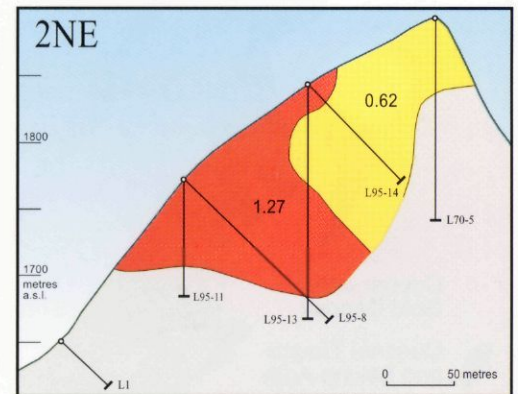 2NE
0.62
1800
L95-14
1.27
L70-5
1700
metres
a.s.l.
L95-11
L95-13
L95-8
L1
0
50 metres